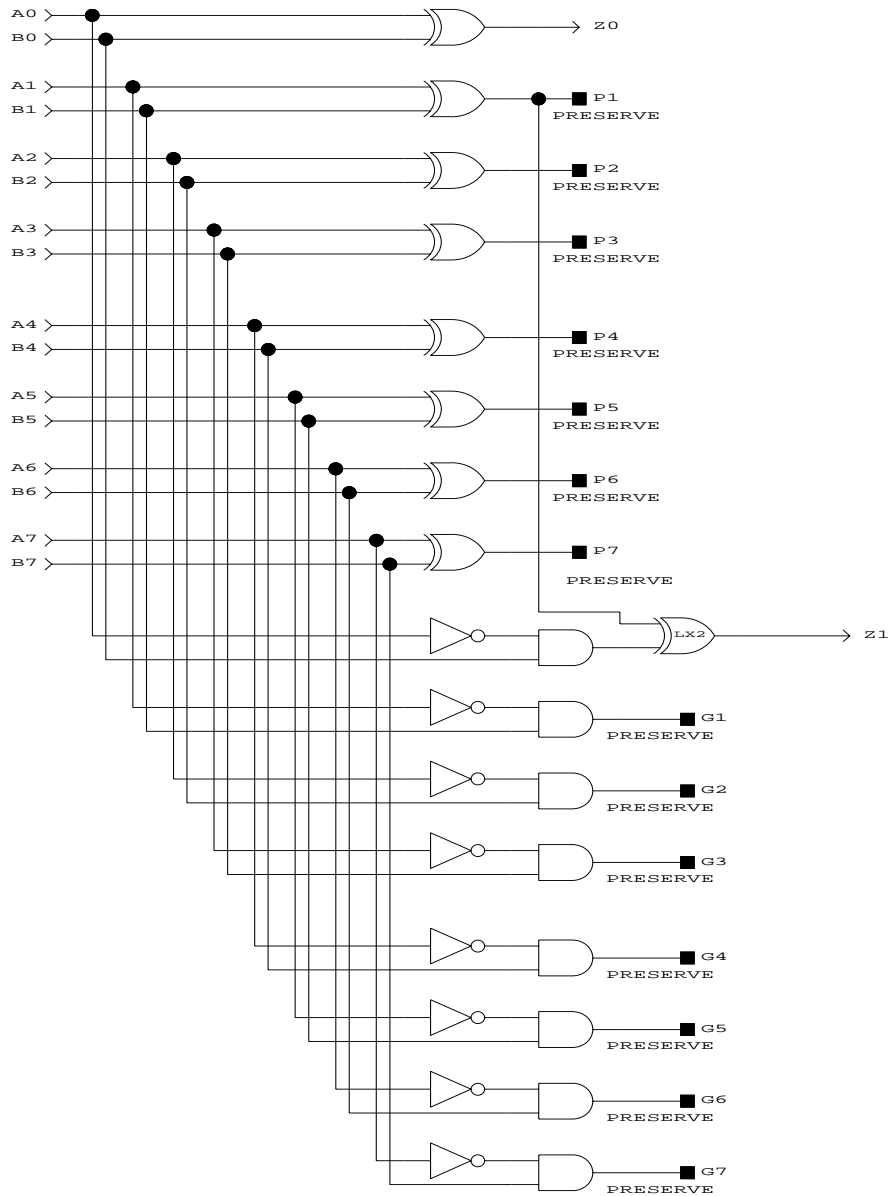 A0
Z0
B0
A1
P1
B1
PRESERVE
A2
P2
B2
PRESERVE
A3
P3
B3
PRESERVE
A4
P4
B4
PRESERVE
A5
P5
B5
PRESERVE
A6
P6
B6
PRESERVE
A7
P7
B7
PRESERVE
LX2
Z1
G1
PRESERVE
G2
PRESERVE
G3
PRESERVE
G4
PRESERVE
G5
PRESERVE
G6
PRESERVE
G7
PRESERVE